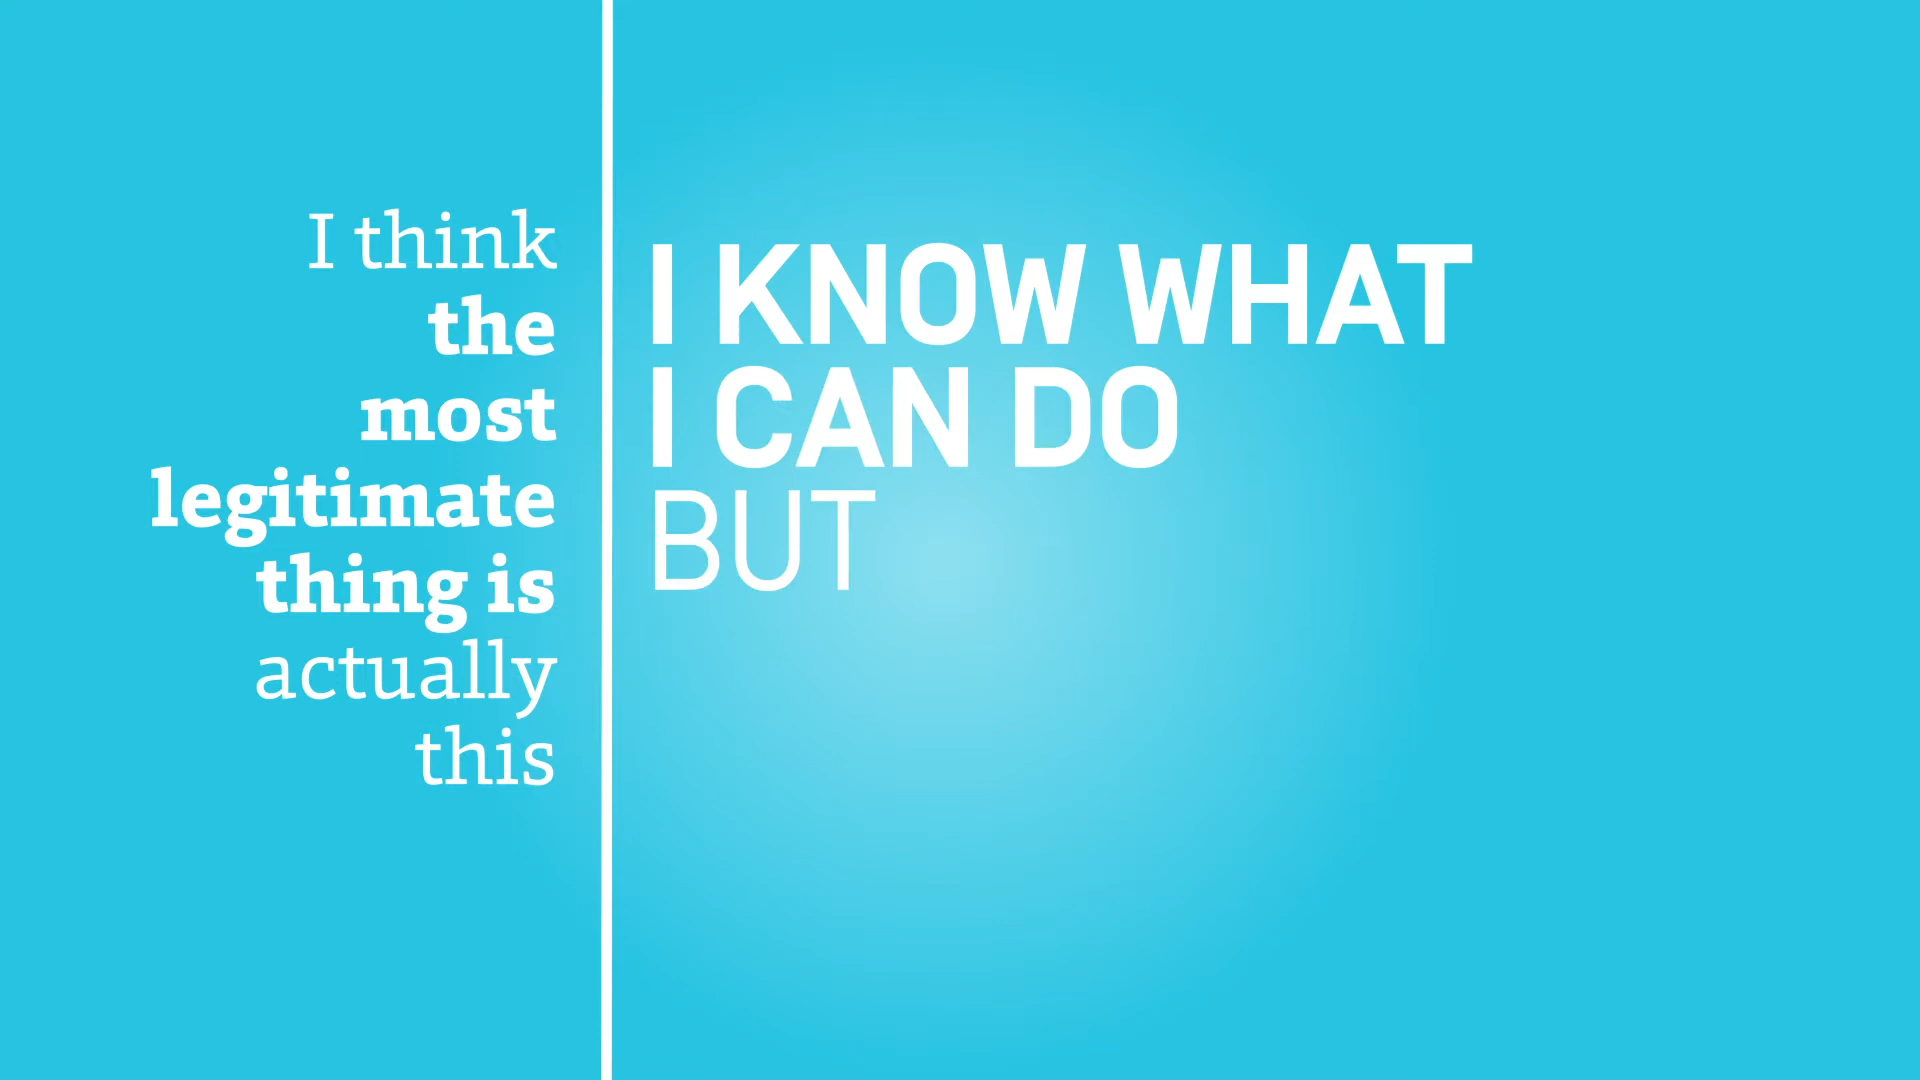 I think
the
most
legitimate
thing is
actually
this
I KNOW WHAT
I CAN DO
BUT